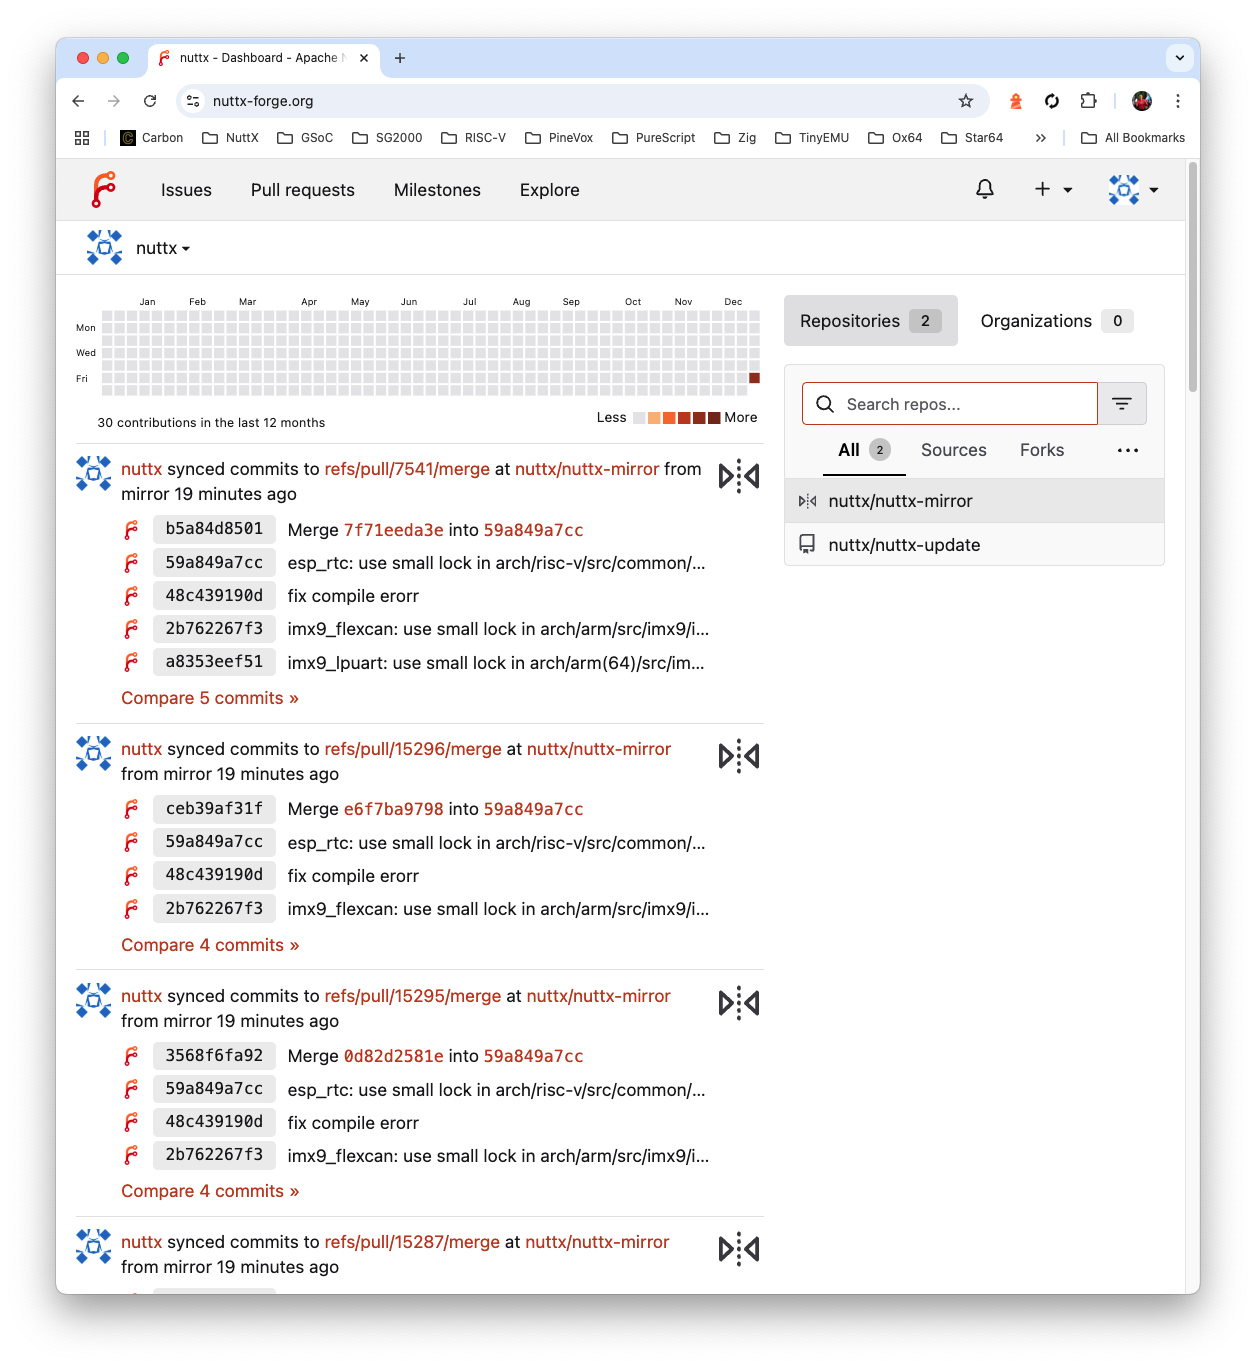 nuttx - Dashboard - Apache N
nuttx-forge.org
Carbon NuttX GSoC SG2000 RISC-V PineVox PureScript Zig TinyEMU Ox64 Star64 » All Bookmarks
Issues Pull requests Milestones Explore
nuttx
Jan Feb Mar Apr May Jun Jul Aug Sep Oct Nov Dec
Mon
Wed
Fri
30 contributions in the last 12 months
Less More
nuttx synced commits to refs/pull/7541/merge at nuttx/nuttx-mirror from
mirror 19 minutes ago
b5a84d8501 Merge 7f71eeda3e into 59a849a7cc
59a849a7cc esp_rtc: use small lock in arch/risc-v/src/common/...
48c439190d fix compile erorr
2b762267f3 imx9_flexcan: use small lock in arch/arm/src/imx9/i...
a8353eef51 imx9_lpuart: use small lock in arch/arm(64)/src/im...
Compare 5 commits »
nuttx synced commits to refs/pull/15296/merge at nuttx/nuttx-mirror
from mirror 19 minutes ago
ceb39af31f Merge e6f7ba9798 into 59a849a7cc
59a849a7cc esp_rtc: use small lock in arch/risc-v/src/common/...
48c439190d fix compile erorr
2b762267f3 imx9_flexcan: use small lock in arch/arm/src/imx9/i...
Compare 4 commits »
nuttx synced commits to refs/pull/15295/merge at nuttx/nuttx-mirror
from mirror 19 minutes ago
3568f6fa92 Merge 0d82d2581e into 59a849a7cc
59a849a7cc esp_rtc: use small lock in arch/risc-v/src/common/...
48c439190d fix compile erorr
2b762267f3 imx9_flexcan: use small lock in arch/arm/src/imx9/i...
Compare 4 commits »
nuttx synced commits to refs/pull/15287/merge at nuttx/nuttx-mirror
from mirror 19 minutes ago
Repositories 2 Organizations 0
Search repos...
All 2 Sources Forks
nuttx/nuttx-mirror
nuttx/nuttx-update